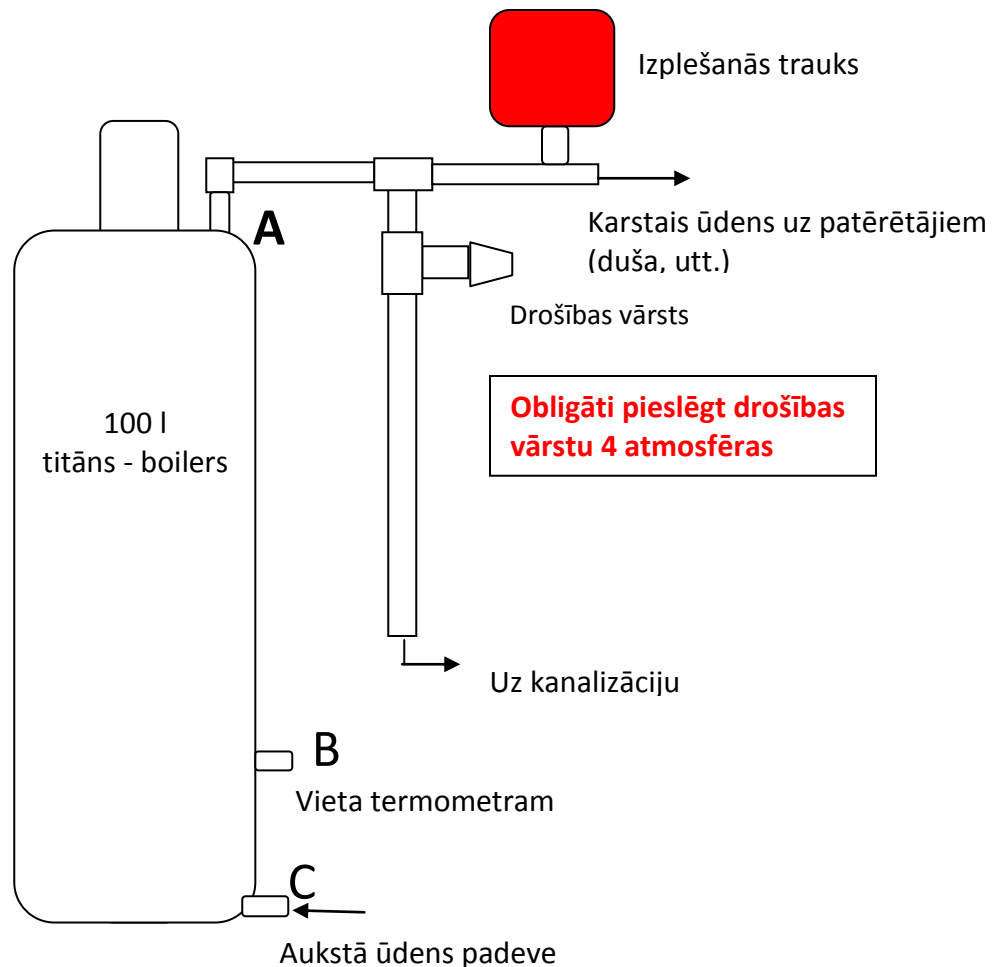 Izplešanās trauks
A
Karstais ūdens uz patērētājiem
(duša, utt.)
Drošības vārsts
Obligāti pieslēgt drošības
vārstu 4 atmosfēras
100 l
titāns - boilers
Uz kanalizāciju
B
Vieta termometram
C
Aukstā ūdens padeve